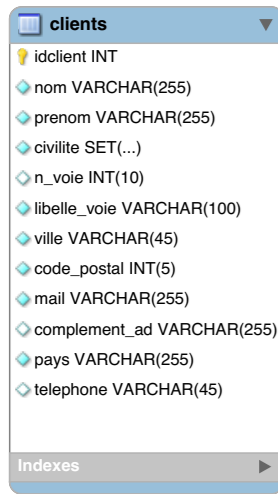 clients
idclient INT
nom VARCHAR(255)
prenom VARCHAR(255)
civilite SET(...)
n_voie INT(10)
libelle_voie VARCHAR(100)
ville VARCHAR(45)
code_postal INT(5)
mail VARCHAR(255)
complement_ad VARCHAR(255)
pays VARCHAR(255)
telephone VARCHAR(45)
Indexes